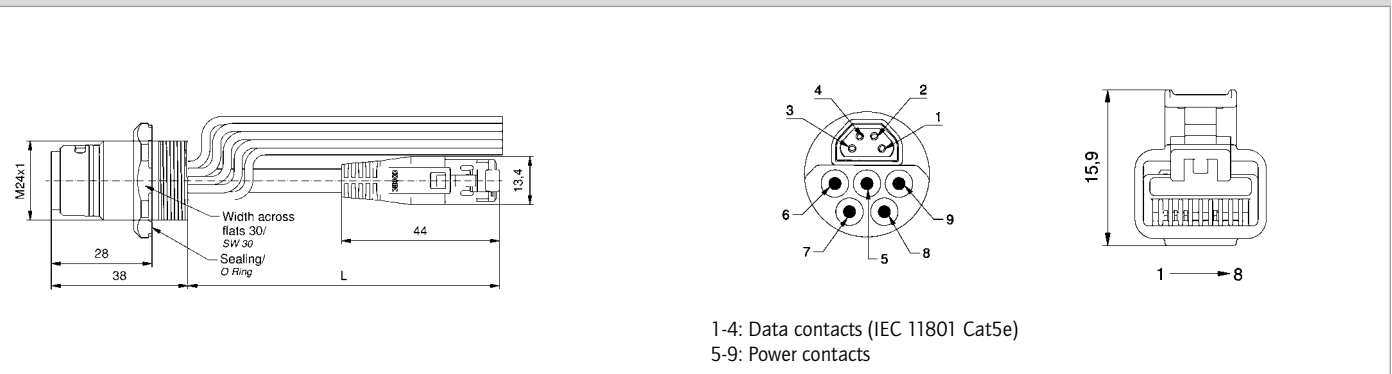 M24x1
28
38
Width across
flats 30/
SW 30
Sealing/
O Ring
L
44
13,4
4
2
3
1
6
9
7
5
8
15,9
1 8
1-4: Data contacts (IEC 11801 Cat5e)
5-9: Power contacts